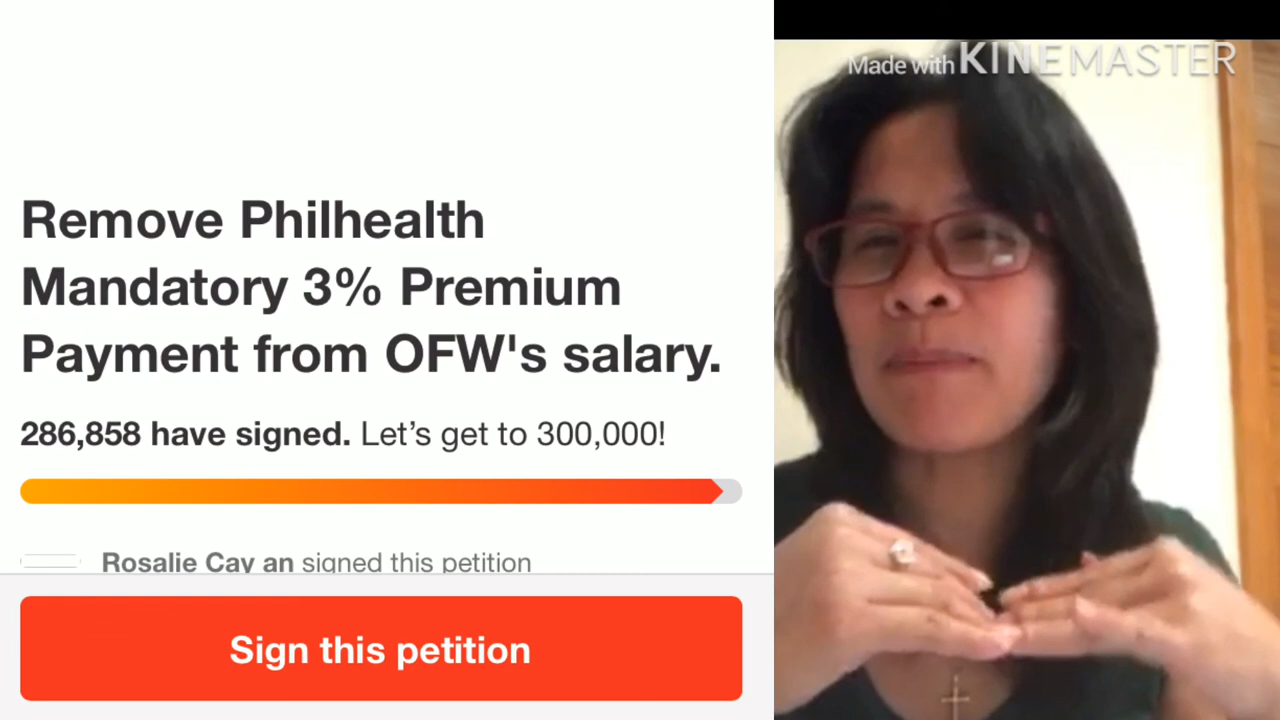 Remove Philhealth
Mandatory 3% Premium
Payment from OFW's salary.
286,858 have signed. Let’s get to 300,000!
Rosalie Cay an signed this petition
Sign this petition
Made with KINEMASTER